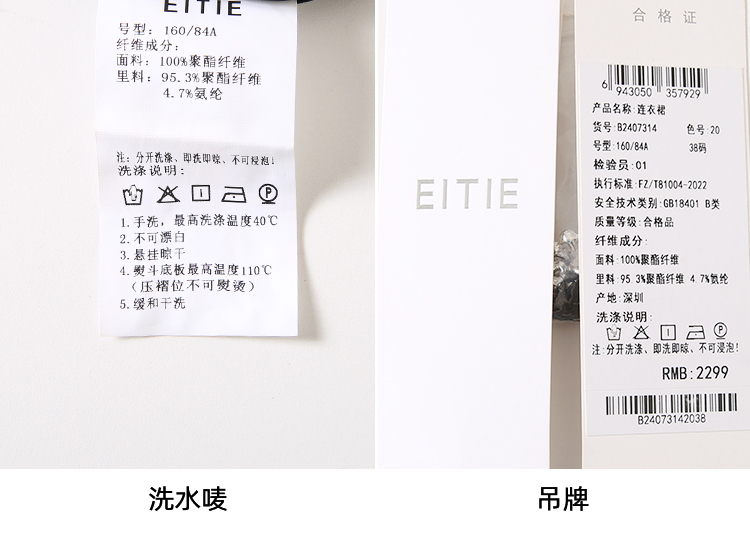 EITIE
号型: 160/84A
纤维成分:
面料: 100%聚酯纤维
里料: 95.3%聚酯纤维
4.7%氨纶
注: 分开洗涤、即洗即晾、不可浸泡!
洗涤说明:
1.手洗,最高洗涤温度40℃
2.不可漂白
3.悬挂晾干
4.熨斗底板最高温度110℃
(压褶位不可熨烫)
5.缓和干洗
洗水唛
EITIE
吊牌
合格证
6 943050 357929
产品名称:连衣裙
货号:B2407314 色号:20
号型:160/84A 38码
检验员:01
执行标准:FZ/T81004-2022
安全技术类别:GB18401 B类
质量等级:合格品
纤维成分:
面料:100%聚酯纤维
里料:95.3%聚酯纤维 4.7%氨纶
产地:深圳
洗涤说明:
注:分开洗涤、即洗即晾、不可浸泡!
RMB:2299
B24073142038